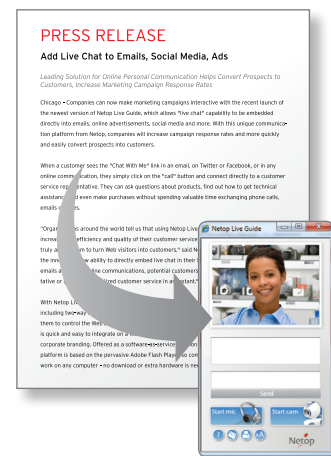 PRESS RELEASE
Add Live Chat to Emails, Social Media, Ads
Leading Solution for Online Personal Communication Helps Convert Prospects to
Customers, Increase Marketing Campaign Response Rates
Chicago - Companies can now make marketing campaigns interactive with the recent launch of
the newest version of Netop Live Guide, which allows "live chat" capability to be embedded
directly into emails, online advertisements, social media and more. With this unique communica-
tion platform from Netop, companies will increase campaign response rates and more quickly
and easily convert prospects into customers.
When a customer sees the "Chat With Me" link in an email, on Twitter or Facebook, or in any
online communication, they simply click on the "call" button and connect directly to a customer
service representative. They can ask about products, find out how to get technical
assistance and even make purchases without spending valuable time exchanging phone calls,
emails
around the world tell us that using Netop Live
efficiency and quality of their customer service
truly to turn Web visitors into customers," said
the ability to directly embed live chat in their
emails communications, potential customers
customer service in
With Netop
including two-way
them to control the Web
is quick and easy to integrate on
corporate branding. Offered as a software-as-service
platform is based on the pervasive Adobe Flash
work on any computer - no download or extra hardware is
Netop Live Guide
Send
Start mic
Start cam
Netop